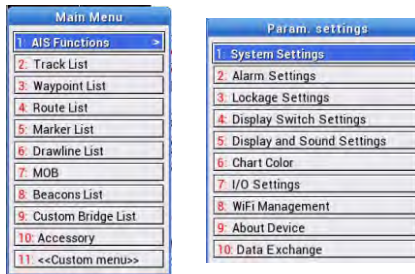 Main Menu
1: AIS Functions >
2: Track List
3: Waypoint List
4: Route List
5: Marker List
6: Drawline List
7: MOB
8: Beacons List
9: Custom Bridge List
10: Accessory
11: <<Custom menu>>
Param. settings
1: System Settings
2: Alarm Settings
3: Lockage Settings
4: Display Switch Settings
5: Display and Sound Settings
6: Chart Color
7: I/O Settings
8: WiFi Management
9: About Device
10: Data Exchange